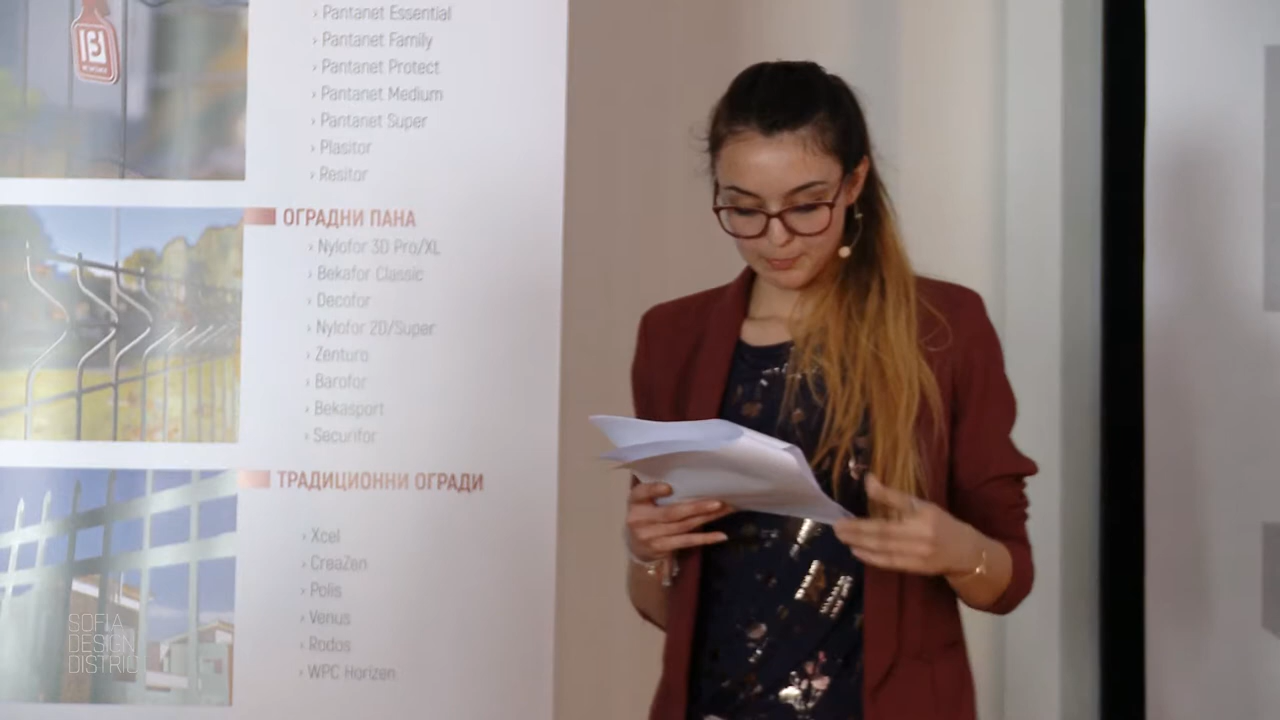 › Pantanet Essential
› Pantanet Family
› Pantanet Protect
› Pantanet Medium
› Pantanet Super
› Plasitor
› Resitor
ОГРАДНИ ПАНА
› Nylofor 3D Pro/XL
› Bekafor Classic
› Decofor
› Nylofor 2D/Super
› Zenturo
› Barofor
› Bekasport
› Securifor
ТРАДИЦИОННИ ОГРАДИ
› Xcel
› CreaZen
› Polis
› Venus
› Rodos
› WPC Horizen
SOFIA
DESIGN
DISTRICT